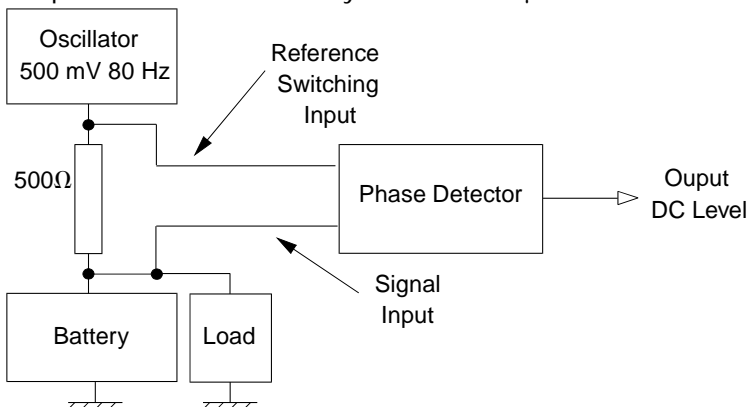 Oscillator
500 mV 80 Hz
Reference
Switching
Input
500Ω
Phase Detector
Ouput
DC Level
Signal
Input
Battery
Load